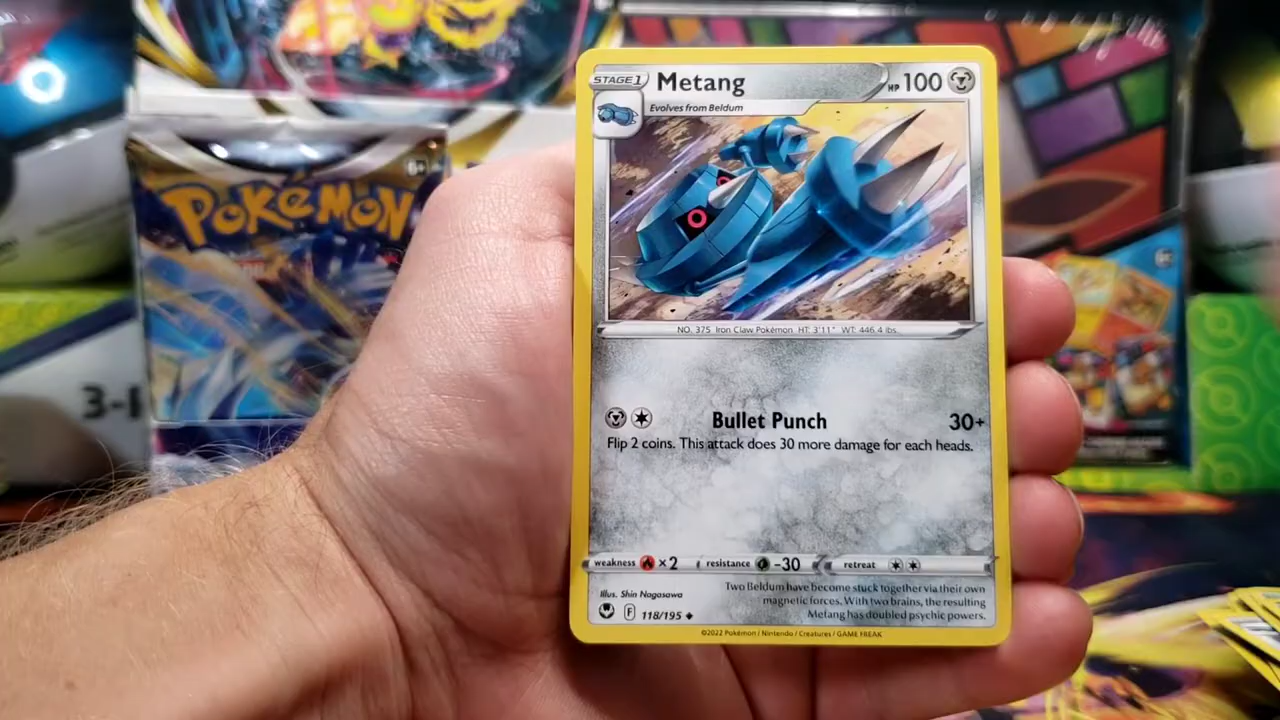 STAGE 1 Metang HP 100
Evolves from Beldum
NO. 375 Iron Claw Pokémon HT: 3'11" WT: 446.4 lbs.
Bullet Punch 30+
Flip 2 coins. This attack does 30 more damage for each heads.
weakness ×2 resistance -30 retreat
Two Beldum have become stuck together via their own
magnetic forces. With two brains, the resulting
Metang has doubled psychic powers.
Illus. Shin Nagasawa
F 118/195
©2022 Pokémon / Nintendo / Creatures / GAME FREAK
POKÉMON
6+